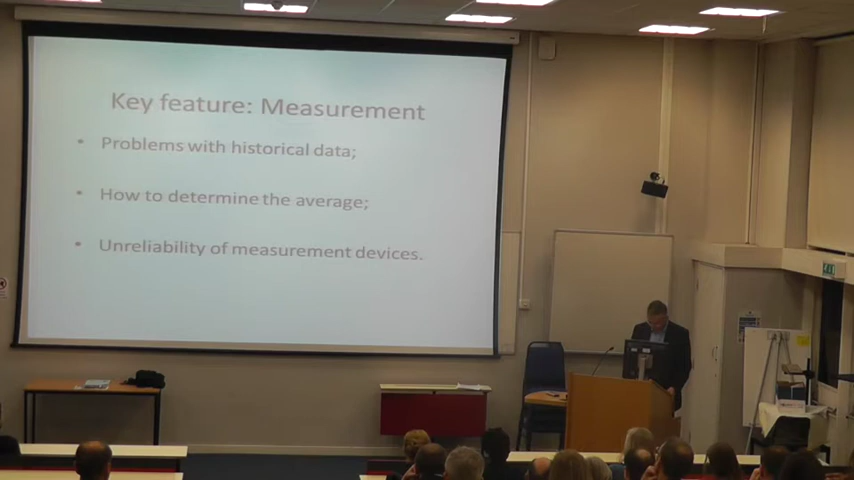 Key feature: Measurement
• Problems with historical data;
• How to determine the average;
• Unreliability of measurement devices.